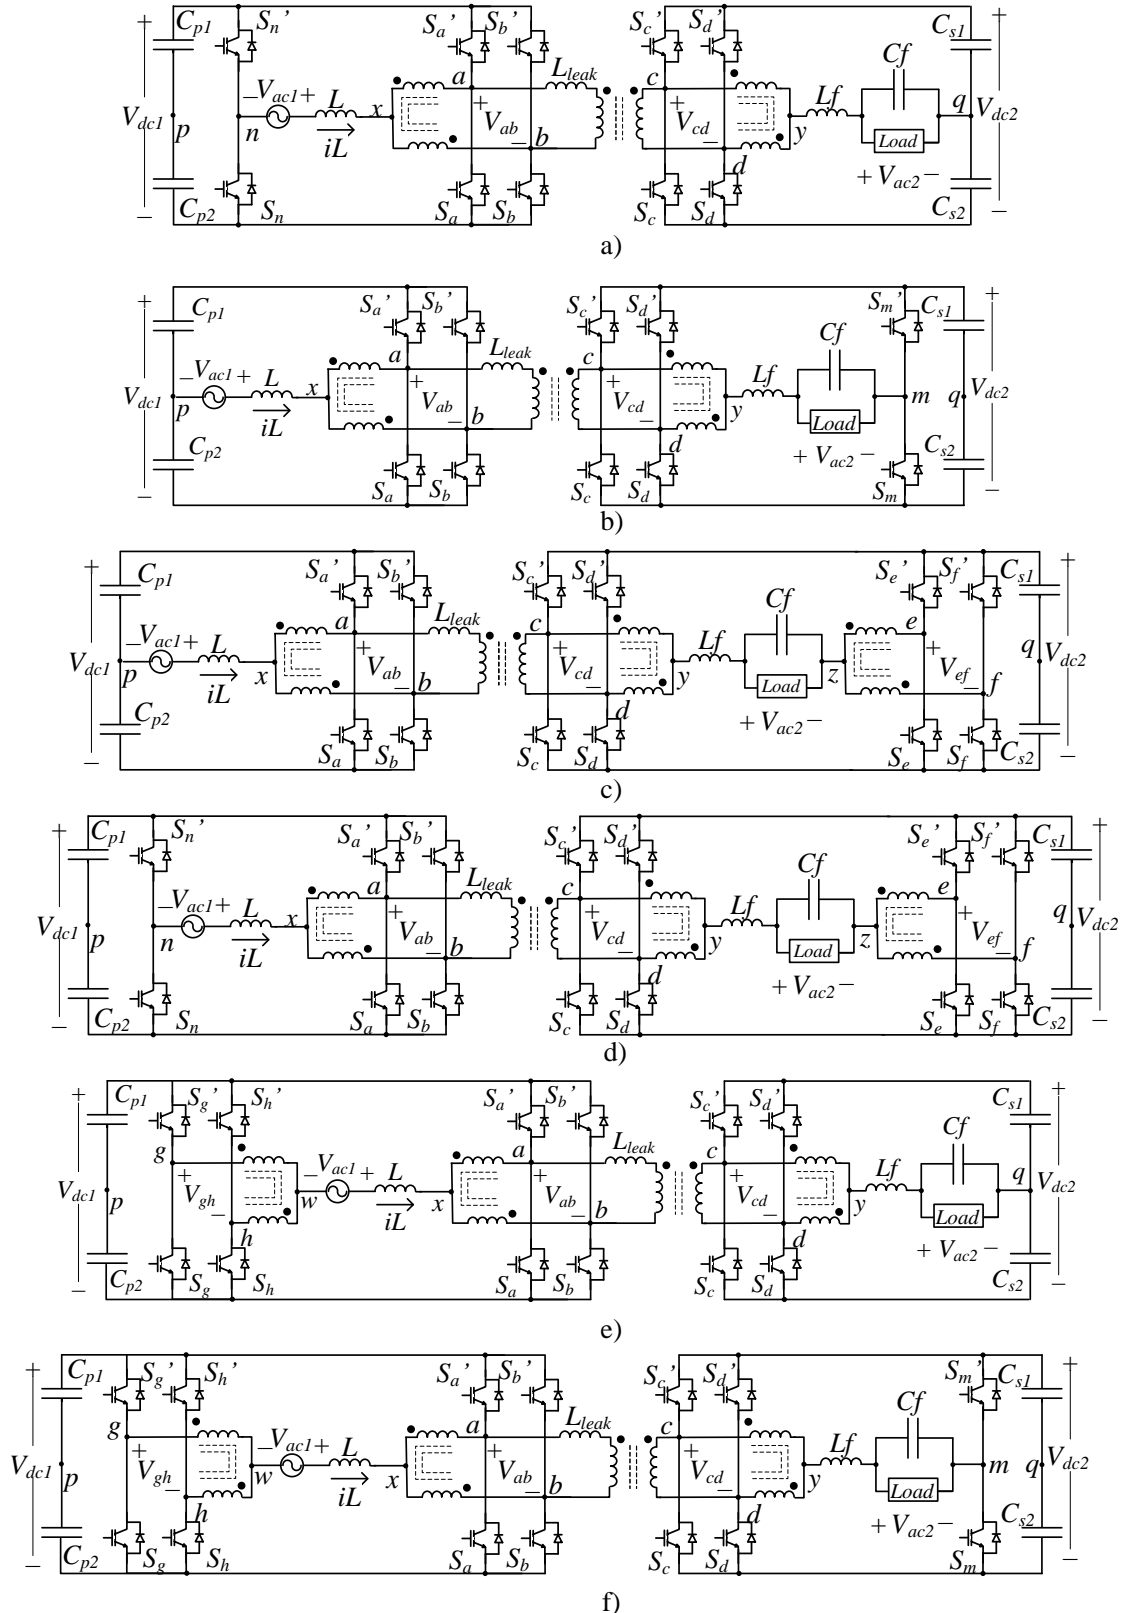 Cp1 Sn' Sa' Sb' Sc' Sd' Cs1
Cf
a Lleak c Lf q
–Vac1+ L x + Vab – + Vcd – y Load Vdc2
Vdc1 p n iL b d + Vac2 –
Cp2 Sn Sa Sb Sc Sd Cs2
a)
Sa' Sb' Sc' Sd' Sm'
Cp1 Cs1
Cf
a Lleak c Lf
–Vac1+ L x + Vab – + Vcd – y Load m q Vdc2
Vdc1 p iL b d + Vac2 –
Cp2 Cs2
Sa Sb Sc Sd Sm
b)
Sa' Sb' Sc' Sd' Se' Sf' Cs1
Cp1
Cf
a Lleak c Lf e
–Vac1+ L + Vab – + Vcd – Load z + Vef – q Vdc2
Vdc1 p iL x b d y + Vac2 – f
Cp2
Sa Sb Sc Sd Se Sf Cs2
c)
Cp1 Sn' Sa' Sb' Sc' Sd' Se' Sf' Cs1
Cf
a Lleak c Lf e
–Vac1+ L x + Vab – + Vcd – y Load z + Vef – q Vdc2
Vdc1 p n iL b d + Vac2 – f
Cp2 Sn Sa Sb Sc Sd Se Sf Cs2
d)
Cp1 Sg' Sh' Sa' Sb' Sc' Sd' Cs1
Cf
g a Lleak c Lf q
+ Vgh – –Vac1+ L + Vab – + Vcd – Load Vdc2
Vdc1 p w iL x b y
h d + Vac2 –
Cp2 Sg Sh Sa Sb Sc Sd Cs2
e)
Cp1 Sg' Sh' Sa' Sb' Sc' Sd' Sm' Cs1
Cf
g a Lleak c Lf
+ Vgh – –Vac1+ L + Vab – + Vcd – Load m q Vdc2
Vdc1 p w iL x b y
h d + Vac2 – Cs2
Cp2 Sg Sh Sa Sb Sc Sd Sm
f)